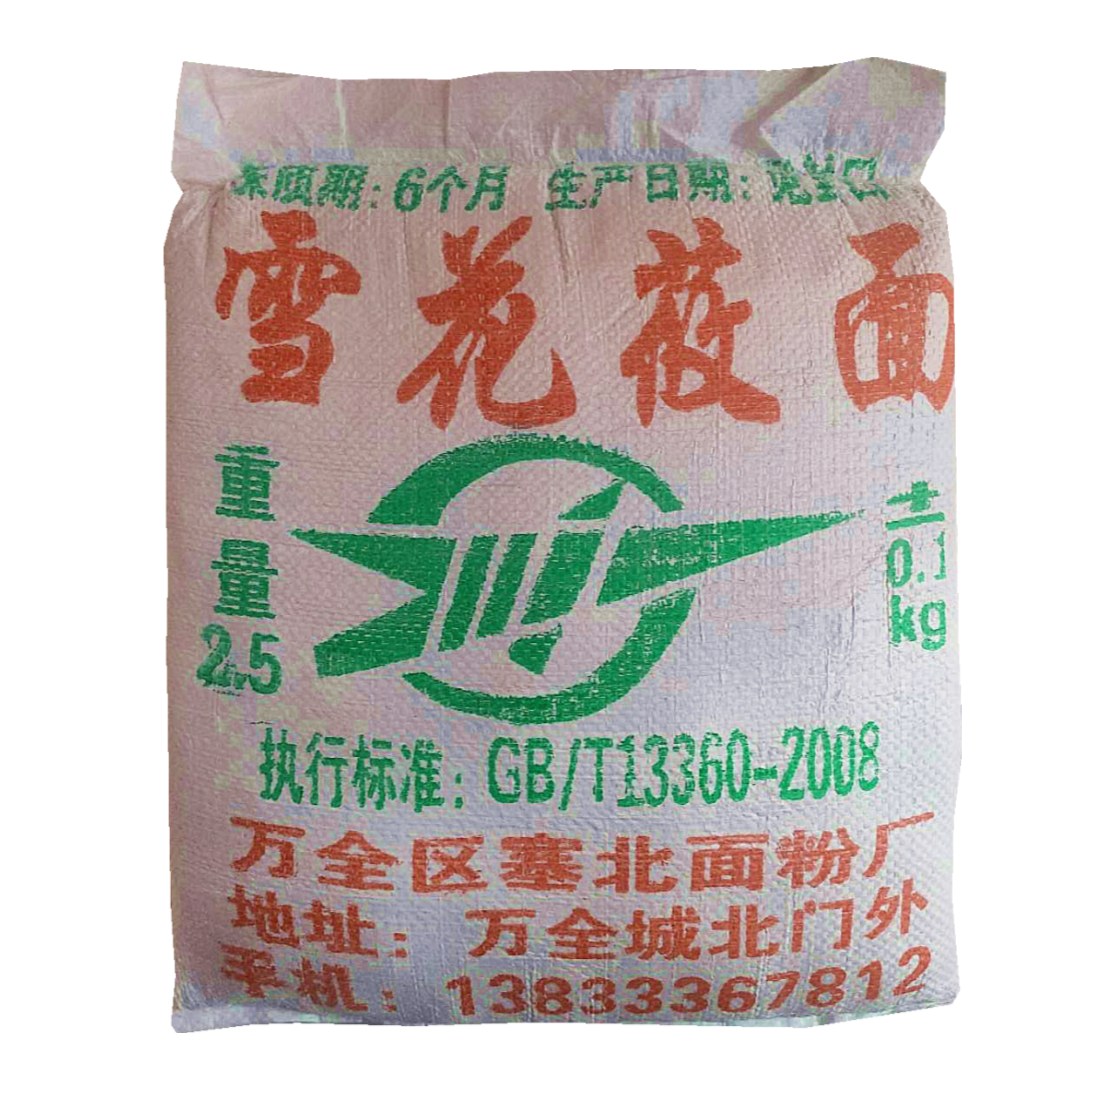 保质期:6个月 生产日期:见封口
雪花莜面
重量
2.5
±
0.1
kg
执行标准:GB/T13360-2008
万全区塞北面粉厂
地址:万全城北门外
手机:13833367812